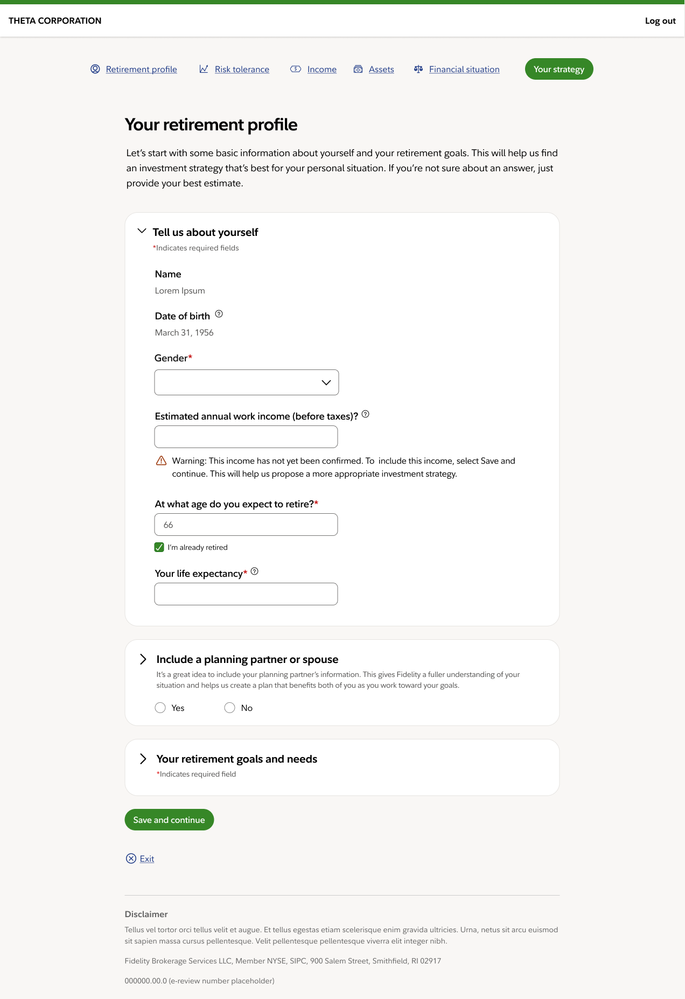 THETA CORPORATION
Log out
Retirement profile
Risk tolerance
Income
Assets
Financial situation
Your strategy
Your retirement profile
Let’s start with some basic information about yourself and your retirement goals. This will help us find
an investment strategy that’s best for your personal situation. If you’re not sure about an answer, just
provide your best estimate.
Tell us about yourself
*Indicates required fields
Name
Lorem Ipsum
Date of birth ?
March 31, 1956
Gender*
Estimated annual work income (before taxes)? ?
Warning: This income has not yet been confirmed. To  include this income, select Save and
continue. This will help us propose a more appropriate investment strategy.
At what age do you expect to retire?*
66
I’m already retired
Your life expectancy* ?
Include a planning partner or spouse
It’s a great idea to include your planning partner’s information. This gives Fidelity a fuller understanding of your
situation and helps us create a plan that benefits both of you as you work toward your goals.
Yes
No
Your retirement goals and needs
*Indicates required field
Save and continue
Exit
Disclaimer
Tellus vel tortor orci tellus velit et augue. Et tellus egestas etiam scelerisque enim gravida ultricies. Urna, netus sit arcu euismod
sit sapien massa cursus pellentesque. Velit pellentesque pellentesque viverra elit integer nibh.
Fidelity Brokerage Services LLC, Member NYSE, SIPC, 900 Salem Street, Smithfield, RI 02917
000000.00.0 (e-review number placeholder)